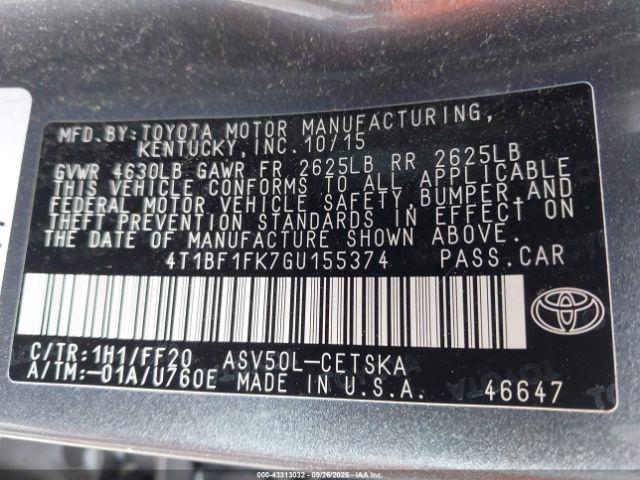 MFD.BY:TOYOTA MOTOR MANUFACTURING,
KENTUCKY,INC.10/15
GVWR 4630LB GAWR FR 2625LB RR 2625LB
THIS VEHICLE CONFORMS TO ALL APPLICABLE
FEDERAL MOTOR VEHICLE SAFETY,BUMPER,AND
THEFT PREVENTION STANDARDS IN EFFECT ON
THE DATE OF MANUFACTURE SHOWN ABOVE.
4T1BF1FK7GU155374 PASS.CAR
C/TR:1H1/FF20 ASV50L-CETSKA
A/TM:-01A/U760E MADE IN U.S.A. 46647
000-43313032 - 09/26/2025 - IAAI.COM